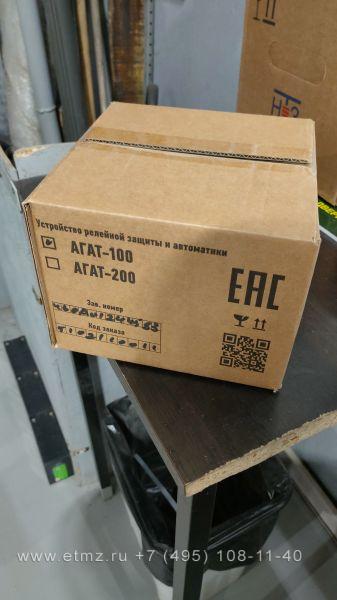 Устройство релейной защиты и автоматики
АГАТ-100
АГАТ-200
ЕАС
Зав. номер
Код заказа
www.etmz.ru +7 (495) 108-11-40